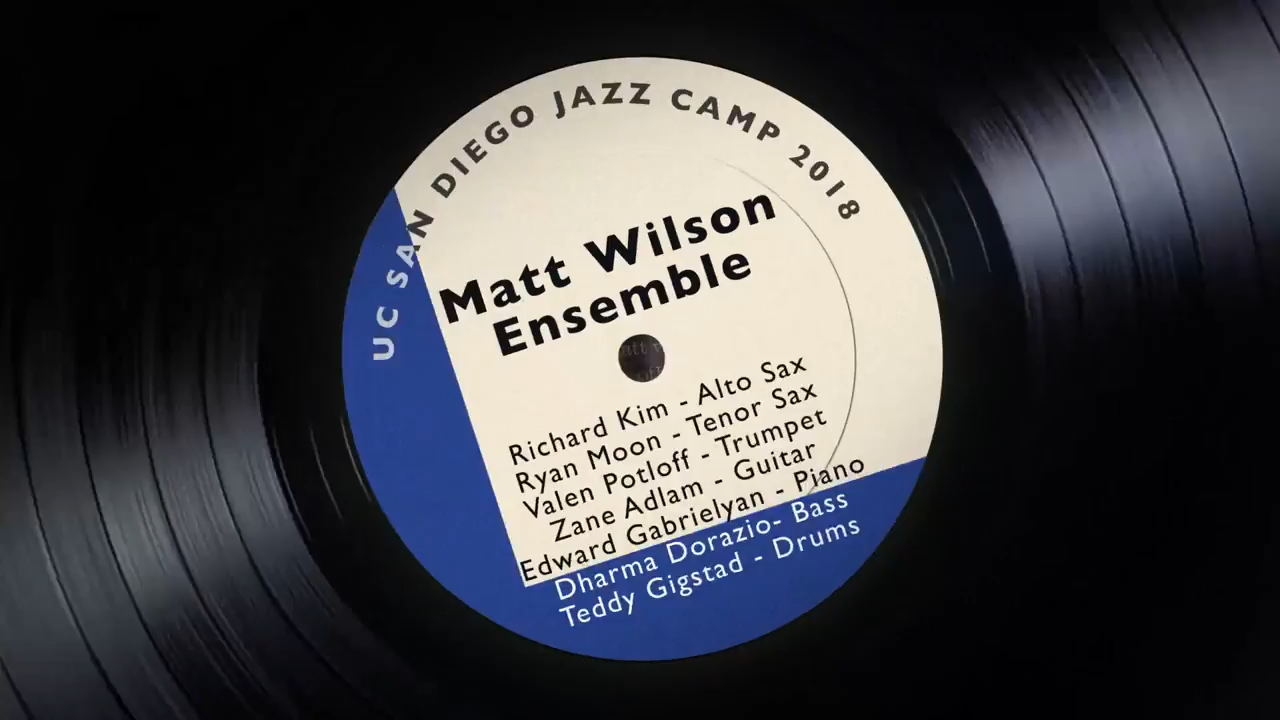 UC SAN DIEGO JAZZ CAMP 2018
Matt Wilson
Ensemble
Richard Kim - Alto Sax
Ryan Moon - Tenor Sax
Valen Potloff - Trumpet
Zane Adlam - Guitar
Edward Gabrielyan - Piano
Dharma Dorazio- Bass
Teddy Gigstad - Drums